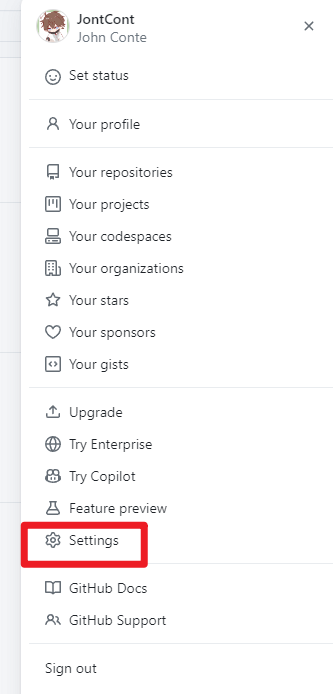 JontCont
John Conte
Set status
Your profile
Your repositories
Your projects
Your codespaces
Your organizations
Your stars
Your sponsors
Your gists
Upgrade
Try Enterprise
Try Copilot
Feature preview
Settings
GitHub Docs
GitHub Support
Sign out